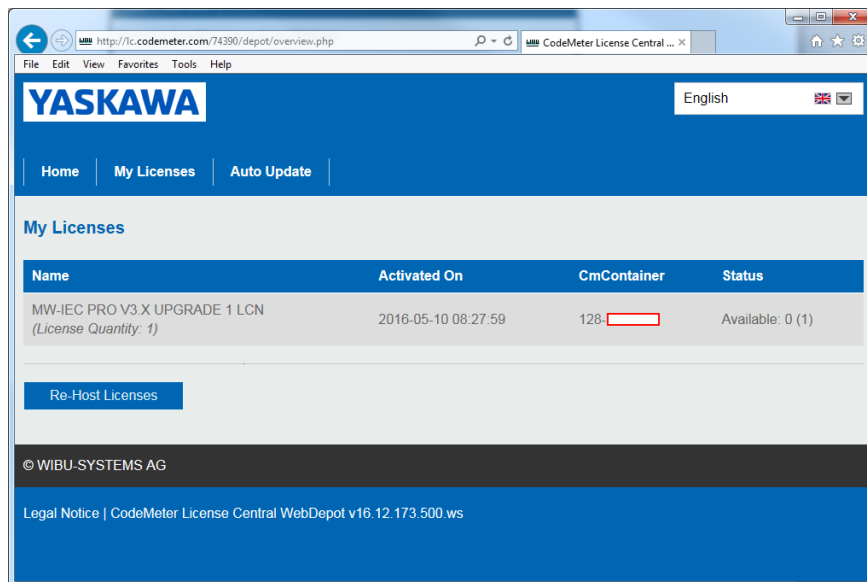 http://lc.codemeter.com/74390/depot/overview.php
CodeMeter License Central ...
File Edit View Favorites Tools Help
YASKAWA
English
Home My Licenses Auto Update
My Licenses
Name Activated On CmContainer Status
MW-IEC PRO V3.X UPGRADE 1 LCN
(License Quantity: 1)
2016-05-10 08:27:59 128- Available: 0 (1)
Re-Host Licenses
© WIBU-SYSTEMS AG
Legal Notice | CodeMeter License Central WebDepot v16.12.173.500.ws